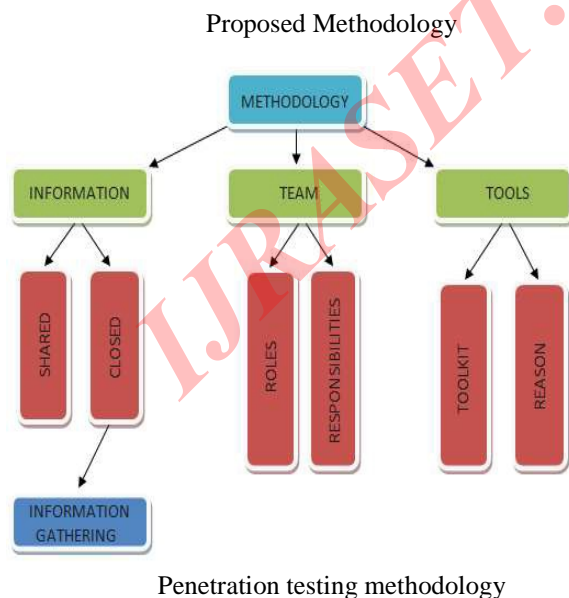 Proposed Methodology
METHODOLOGY
INFORMATION
TEAM
TOOLS
SHARED
CLOSED
ROLES
RESPONSIBILITIES
TOOLKIT
REASON
INFORMATION
GATHERING
IJRASET.
Penetration testing methodology